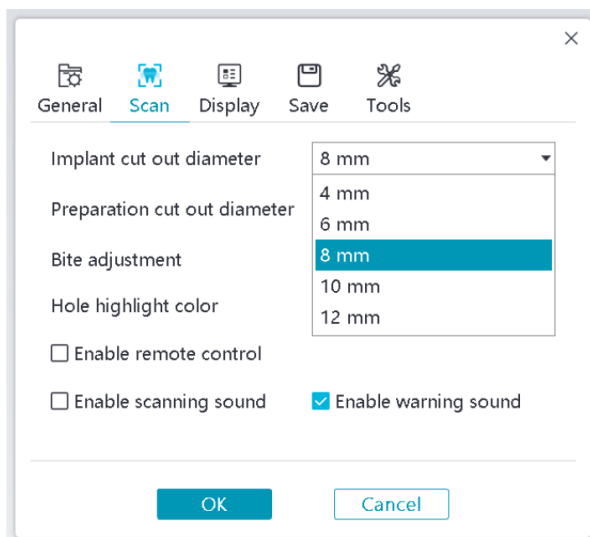 General Scan Display Save Tools
Implant cut out diameter 8 mm
4 mm
Preparation cut out diameter
6 mm
Bite adjustment 8 mm
10 mm
Hole highlight color
12 mm
Enable remote control
Enable scanning sound Enable warning sound
OK Cancel